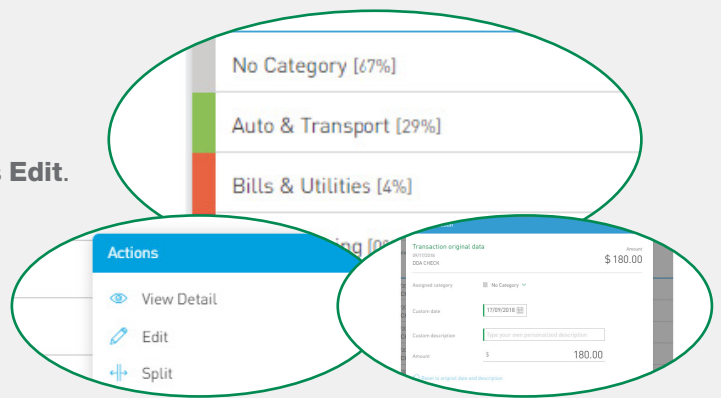 No Category [67%]
Auto & Transport [29%]
Edit.
Bills & Utilities [4%]
Actions
View Detail
Edit
Split
Transaction original data
DDA CHECK
Amount
$ 180.00
Assigned category
No Category
Custom date
17/09/2018
Custom description
Type your own personalized description
Amount
$
180.00